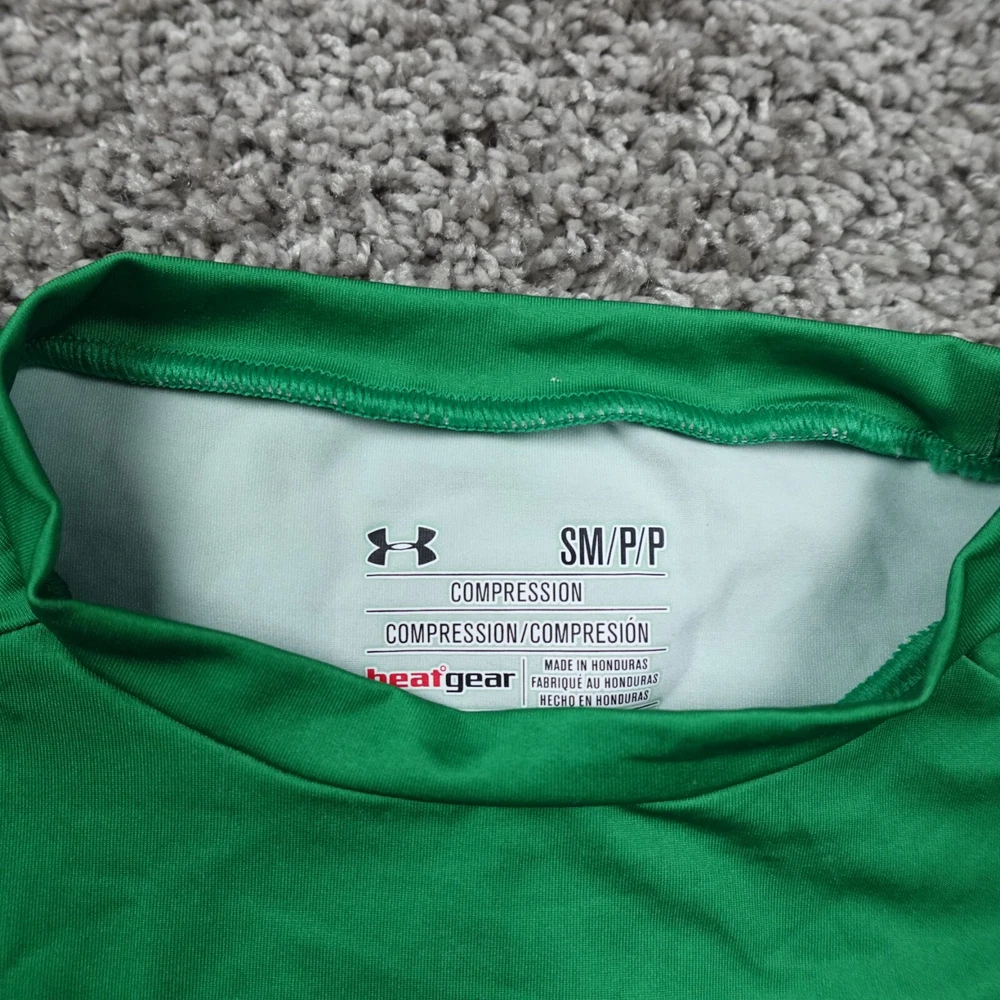 SM/P/P
COMPRESSION
COMPRESSION/COMPRESIÓN
heatgear
MADE IN HONDURAS
FABRIQUÉ AU HONDURAS
HECHO EN HONDURAS